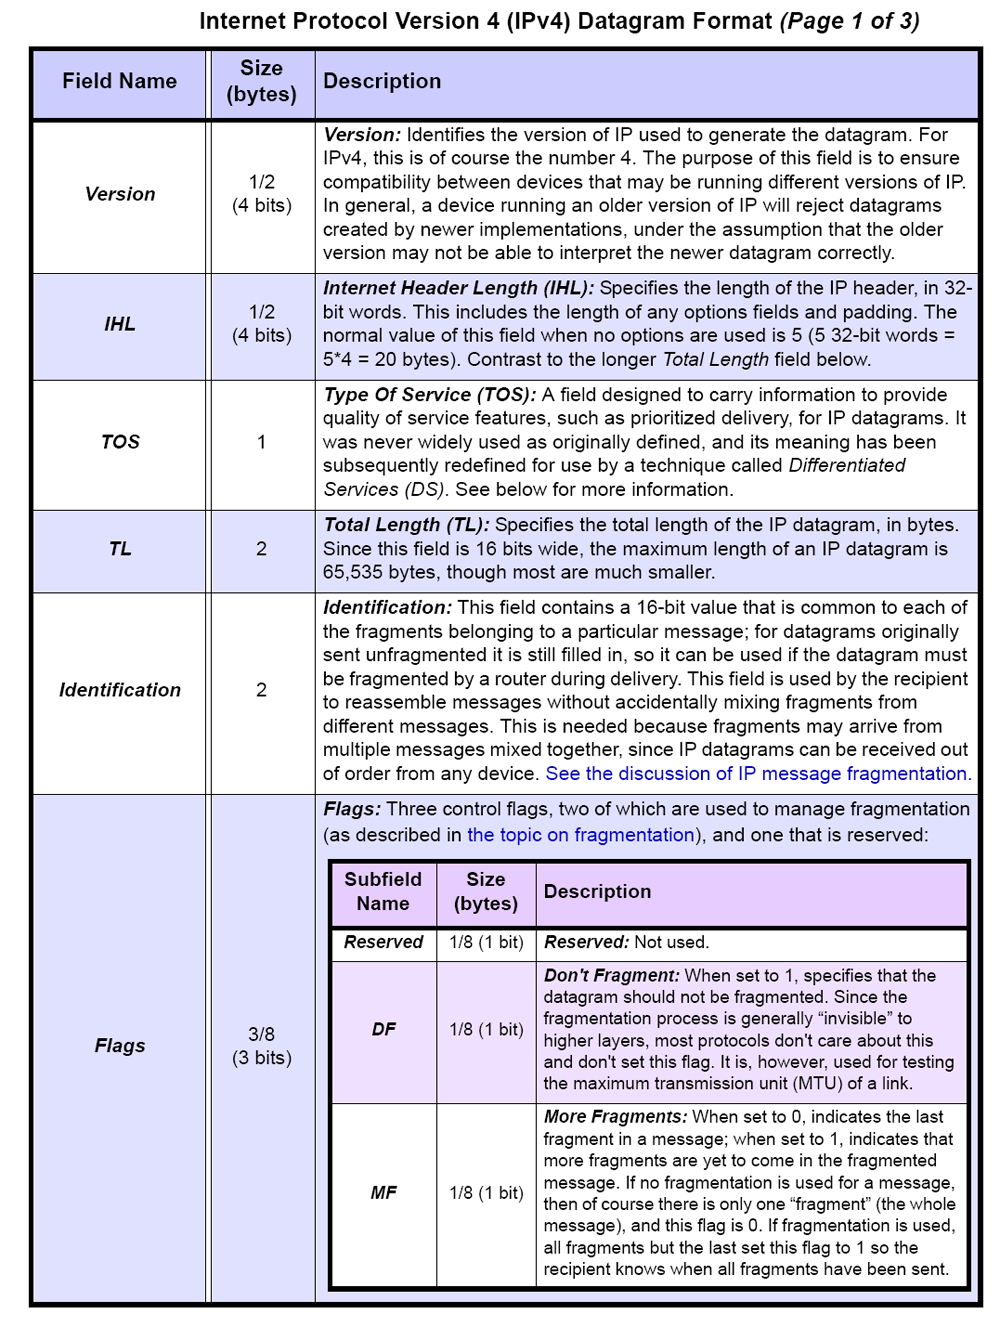 Internet Protocol Version 4 (IPv4) Datagram Format (Page 1 of 3)
Field Name
Size
(bytes)
Description
Version
1/2
(4 bits)
Version: Identifies the version of IP used to generate the datagram. For
IPv4, this is of course the number 4. The purpose of this field is to ensure
compatibility between devices that may be running different versions of IP.
In general, a device running an older version of IP will reject datagrams
created by newer implementations, under the assumption that the older
version may not be able to interpret the newer datagram correctly.
IHL
1/2
(4 bits)
Internet Header Length (IHL): Specifies the length of the IP header, in 32-
bit words. This includes the length of any options fields and padding. The
normal value of this field when no options are used is 5 (5 32-bit words =
5*4 = 20 bytes). Contrast to the longer Total Length field below.
TOS
1
Type Of Service (TOS): A field designed to carry information to provide
quality of service features, such as prioritized delivery, for IP datagrams. It
was never widely used as originally defined, and its meaning has been
subsequently redefined for use by a technique called Differentiated
Services (DS). See below for more information.
TL
2
Total Length (TL): Specifies the total length of the IP datagram, in bytes.
Since this field is 16 bits wide, the maximum length of an IP datagram is
65,535 bytes, though most are much smaller.
Identification
2
Identification: This field contains a 16-bit value that is common to each of
the fragments belonging to a particular message; for datagrams originally
sent unfragmented it is still filled in, so it can be used if the datagram must
be fragmented by a router during delivery. This field is used by the recipient
to reassemble messages without accidentally mixing fragments from
different messages. This is needed because fragments may arrive from
multiple messages mixed together, since IP datagrams can be received out
of order from any device. See the discussion of IP message fragmentation.
Flags
3/8
(3 bits)
Flags: Three control flags, two of which are used to manage fragmentation
(as described in the topic on fragmentation), and one that is reserved:
Subfield
Name
Size
(bytes)
Description
Reserved
1/8 (1 bit)
Reserved: Not used.
DF
1/8 (1 bit)
Don't Fragment: When set to 1, specifies that the
datagram should not be fragmented. Since the
fragmentation process is generally “invisible” to
higher layers, most protocols don't care about this
and don't set this flag. It is, however, used for testing
the maximum transmission unit (MTU) of a link.
MF
1/8 (1 bit)
More Fragments: When set to 0, indicates the last
fragment in a message; when set to 1, indicates that
more fragments are yet to come in the fragmented
message. If no fragmentation is used for a message,
then of course there is only one “fragment” (the whole
message), and this flag is 0. If fragmentation is used,
all fragments but the last set this flag to 1 so the
recipient knows when all fragments have been sent.